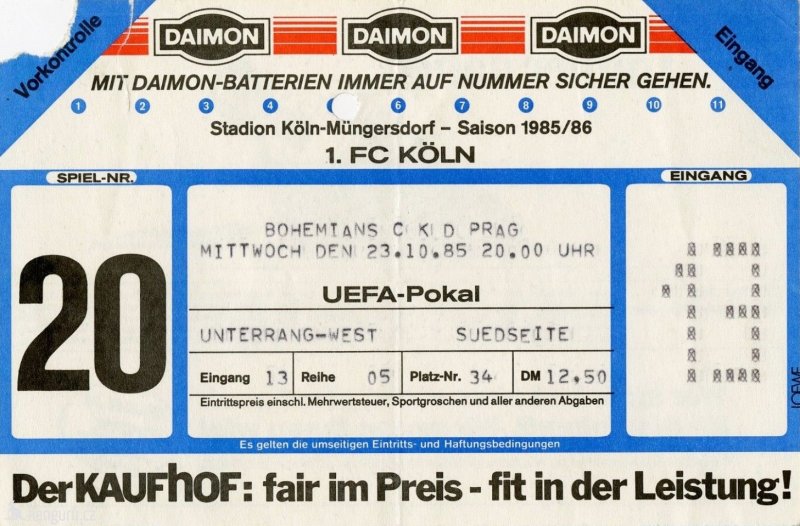 DAIMON DAIMON DAIMON
Vorkontrolle
Eingang
MIT DAIMON-BATTERIEN IMMER AUF NUMMER SICHER GEHEN.
1 2 3 4 6 7 8 9 10 11
Stadion Köln-Müngersdorf – Saison 1985/86
1. FC KÖLN
SPIEL-NR.
20
BOHEMIANS C K D PRAG
MITTWOCH DEN 23.10.85 20.00 UHR
UEFA-Pokal
UNTERRANG-WEST SUEDSEITE
Eingang 13 Reihe 05 Platz-Nr. 34 DM 12,50
Eintrittspreis einschl. Mehrwertsteuer, Sportgroschen und aller anderen Abgaben
EINGANG
13
LOEWE
Es gelten die umseitigen Eintritts- und Haftungsbedingungen
Der KAUFhOF: fair im Preis - fit in der Leistung!